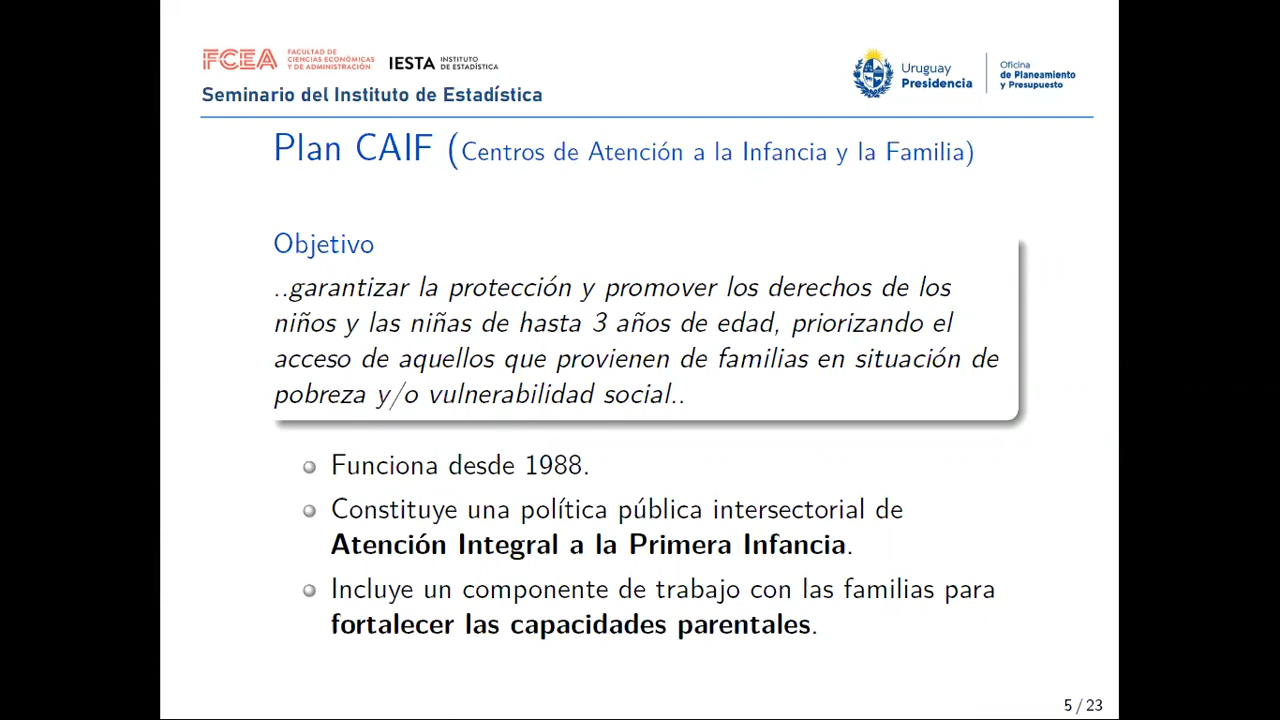 FCEA FACULTAD DE
CIENCIAS ECONÓMICAS
Y DE ADMINISTRACIÓN
IESTA INSTITUTO
DE ESTADÍSTICA
Uruguay
Presidencia
Oficina
de Planeamiento
y Presupuesto
Seminario del Instituto de Estadística
Plan CAIF (Centros de Atención a la Infancia y la Familia)
Objetivo
..garantizar la protección y promover los derechos de los
niños y las niñas de hasta 3 años de edad, priorizando el
acceso de aquellos que provienen de familias en situación de
pobreza y/o vulnerabilidad social..
Funciona desde 1988.
Constituye una política pública intersectorial de
Atención Integral a la Primera Infancia.
Incluye un componente de trabajo con las familias para
fortalecer las capacidades parentales.
5 / 23